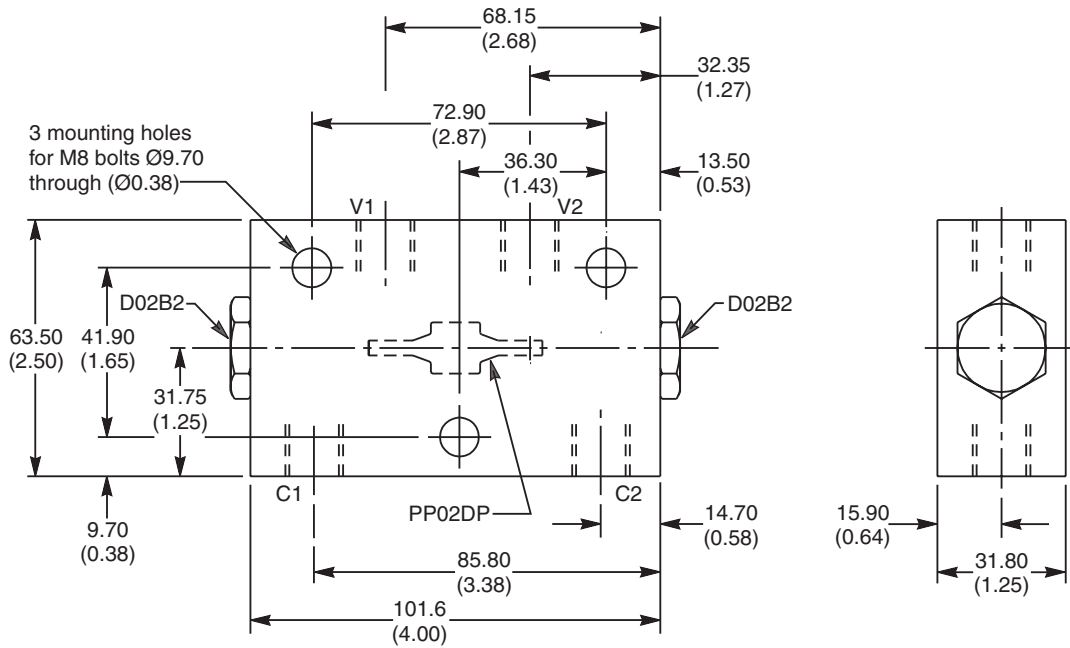 68.15
(2.68)
32.35
(1.27)
72.90
(2.87)
3 mounting holes
for M8 bolts Ø9.70
through (Ø0.38)
36.30
(1.43)
13.50
(0.53)
V1
V2
D02B2
D02B2
63.50
(2.50)
41.90
(1.65)
31.75
(1.25)
C1
C2
PP02DP
9.70
(0.38)
14.70
(0.58)
15.90
(0.64)
85.80
(3.38)
31.80
(1.25)
101.6
(4.00)